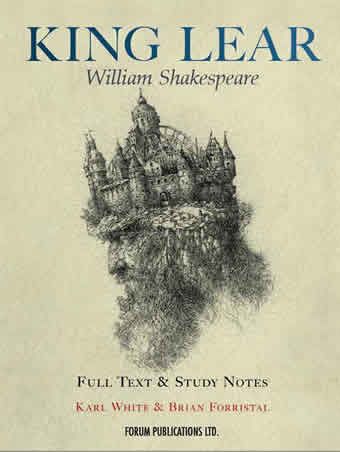 KING LEAR
William Shakespeare
FULL TEXT & STUDY NOTES
KARL WHITE & BRIAN FORRISTAL
FORUM PUBLICATIONS LTD.